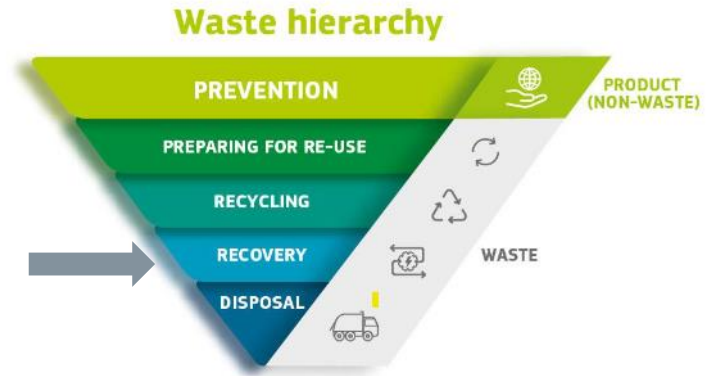 Waste hierarchy
PREVENTION
PRODUCT
(NON-WASTE)
PREPARING FOR RE-USE
RECYCLING
RECOVERY
WASTE
DISPOSAL